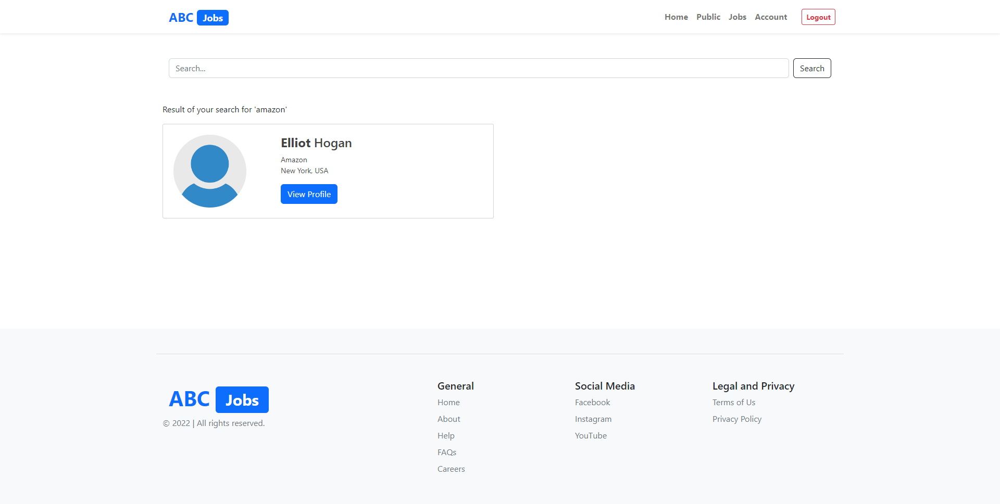 ABC Jobs
Home Public Jobs Account Logout
Search...
Search
Result of your search for 'amazon'
Elliot Hogan
Amazon
New York, USA
View Profile
ABC Jobs
© 2022 | All rights reserved.
General
Home
About
Help
FAQs
Careers
Social Media
Facebook
Instagram
YouTube
Legal and Privacy
Terms of Us
Privacy Policy